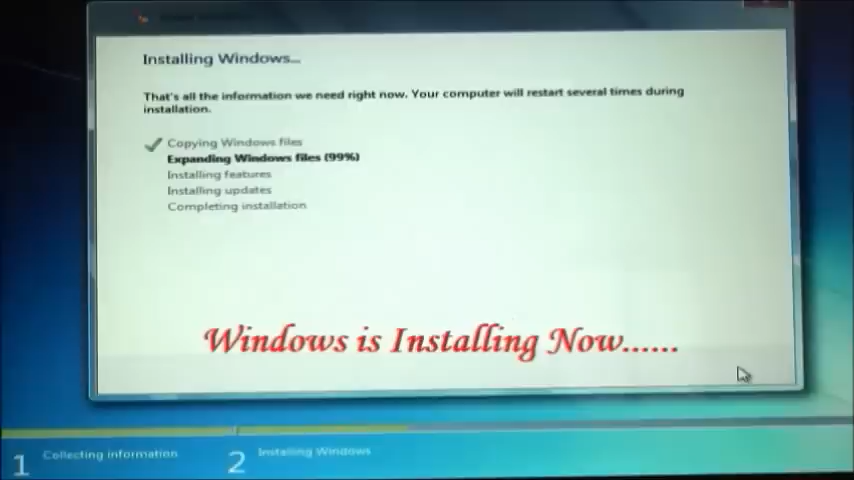 Installing Windows...
That's all the information we need right now. Your computer will restart several times during
installation.
Copying Windows files
Expanding Windows files (99%)
Installing features
Installing updates
Completing installation
Windows is Installing Now......
1 Collecting information
2 Installing Windows